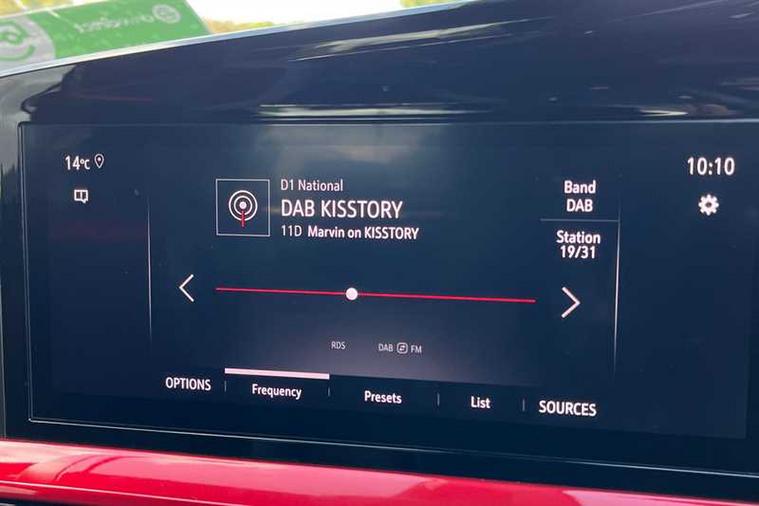 14°C
10:10
D1 National
DAB KISSTORY
11D Marvin on KISSTORY
Band
DAB
Station
19/31
RDS
DAB FM
OPTIONS
Frequency
Presets
List
SOURCES